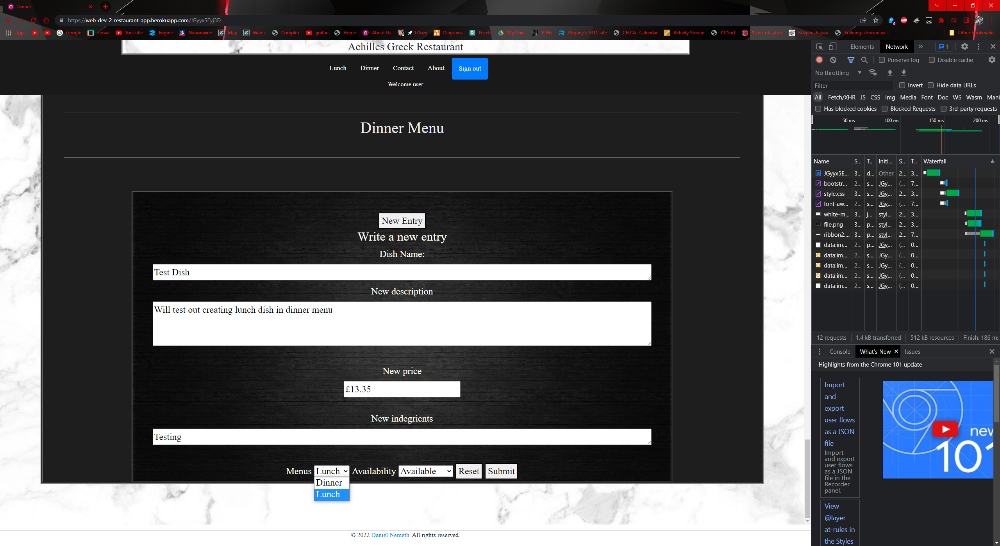 Dinner
https://web-dev-2-restaurant-app.herokuapp.com/JGyyx5Eyj3D
Apps Google Zenva YouTube Engine Nationwide Map Wares Complex guitar Home About Us b1nzy Diagrams Pexels My Drive PING Roguey's X3TC site CELCAT Calendar Activity Stream YT Sort Akasztófa játék Közpénzhajsza Building a Forum wi... Other bookmarks
Achilles Greek Restaurant
Lunch Dinner Contact About Sign out
Welcome user
Dinner Menu
New Entry
Write a new entry
Dish Name:
Test Dish
New description
Will test out creating lunch dish in dinner menu
New price
£13.35
New indegrients
Testing
Menus Lunch Availability Available Reset Submit
Dinner
Lunch
© 2022 Daniel Nemeth. All rights reserved.
Elements Network 1
Preserve log Disable cache
No throttling
Filter Invert Hide data URLs
All Fetch/XHR JS CSS Img Media Font Doc WS Wasm Mani
Has blocked cookies Blocked Requests 3rd-party requests
50 ms 100 ms 150 ms 200 ms
Name S.. T.. Initi... S.. T.. Waterfall
JGyyx5E... 3... d... Other 2... 3...
bootstr... 2... s... JGy... (... 7...
style.css 3... s... JGy... 2... 3...
font-aw... 2... s... JGy... (... 7...
white-m... 3... j... styl... 2... 3...
file.png 3... p... styl... 2... 3...
ribbon2.... 3... p... styl... 2... 7...
data:im... 2... p... JGy... (... 0...
data:im... 2... s... JGy... (... 0...
data:im... 2... s... JGy... (... 0...
data:im... 2... s... JGy... (... 0...
data:im... 2... s... JGy... (... 0...
12 requests 1.4 kB transferred 512 kB resources Finish: 186 ms
Console What's New Issues
Highlights from the Chrome 101 update
Import
and
export
user flows
as a JSON
file
Import
and export
user flows
as a JSON
file in the
Recorder
panel.
new
101
View
@layer
at-rules in
the Styles